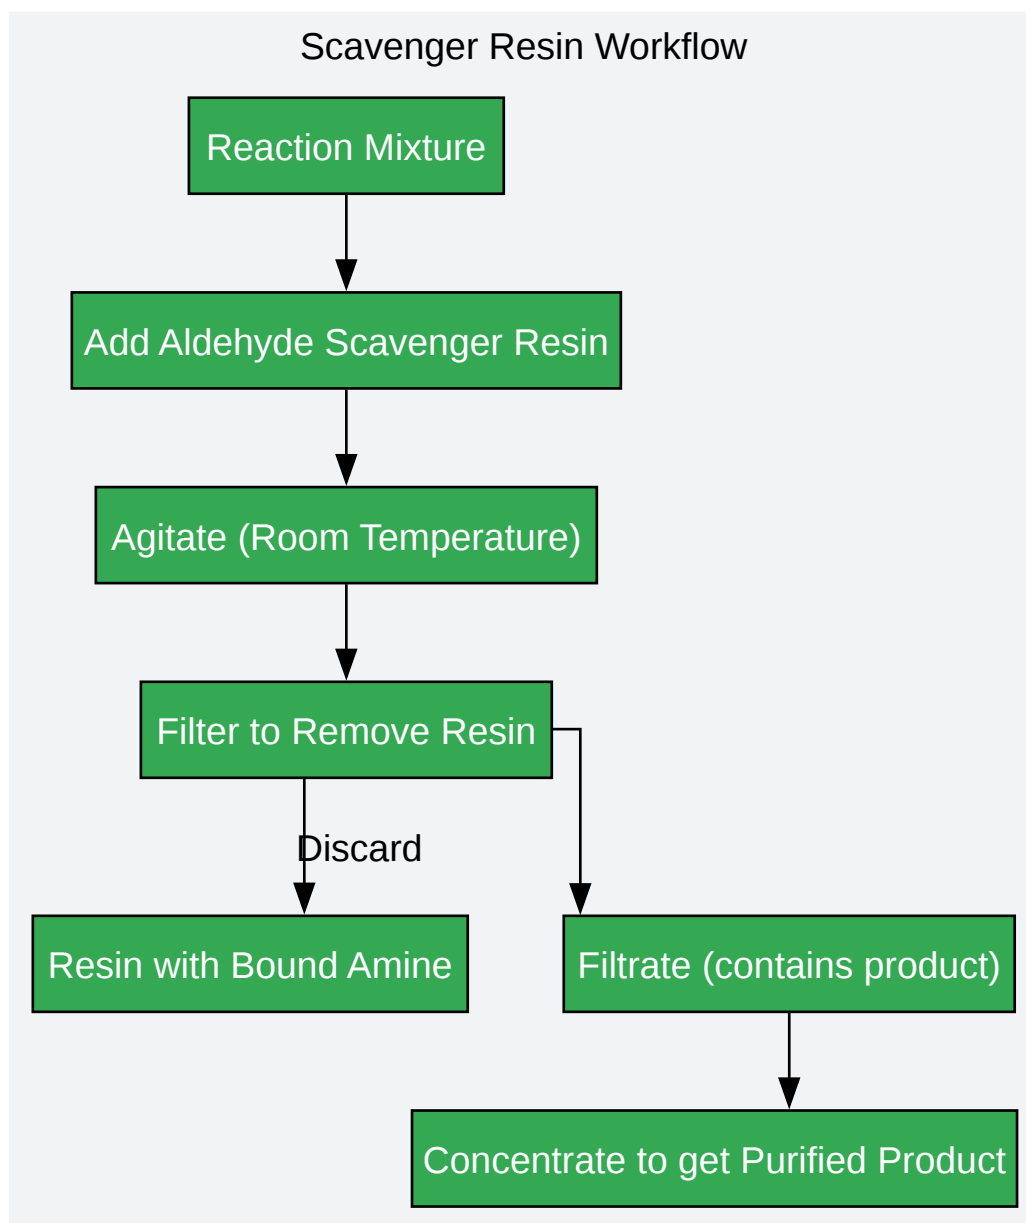 Scavenger Resin Workflow
Reaction Mixture
Add Aldehyde Scavenger Resin
Agitate (Room Temperature)
Filter to Remove Resin
Discard
Resin with Bound Amine
Filtrate (contains product)
Concentrate to get Purified Product